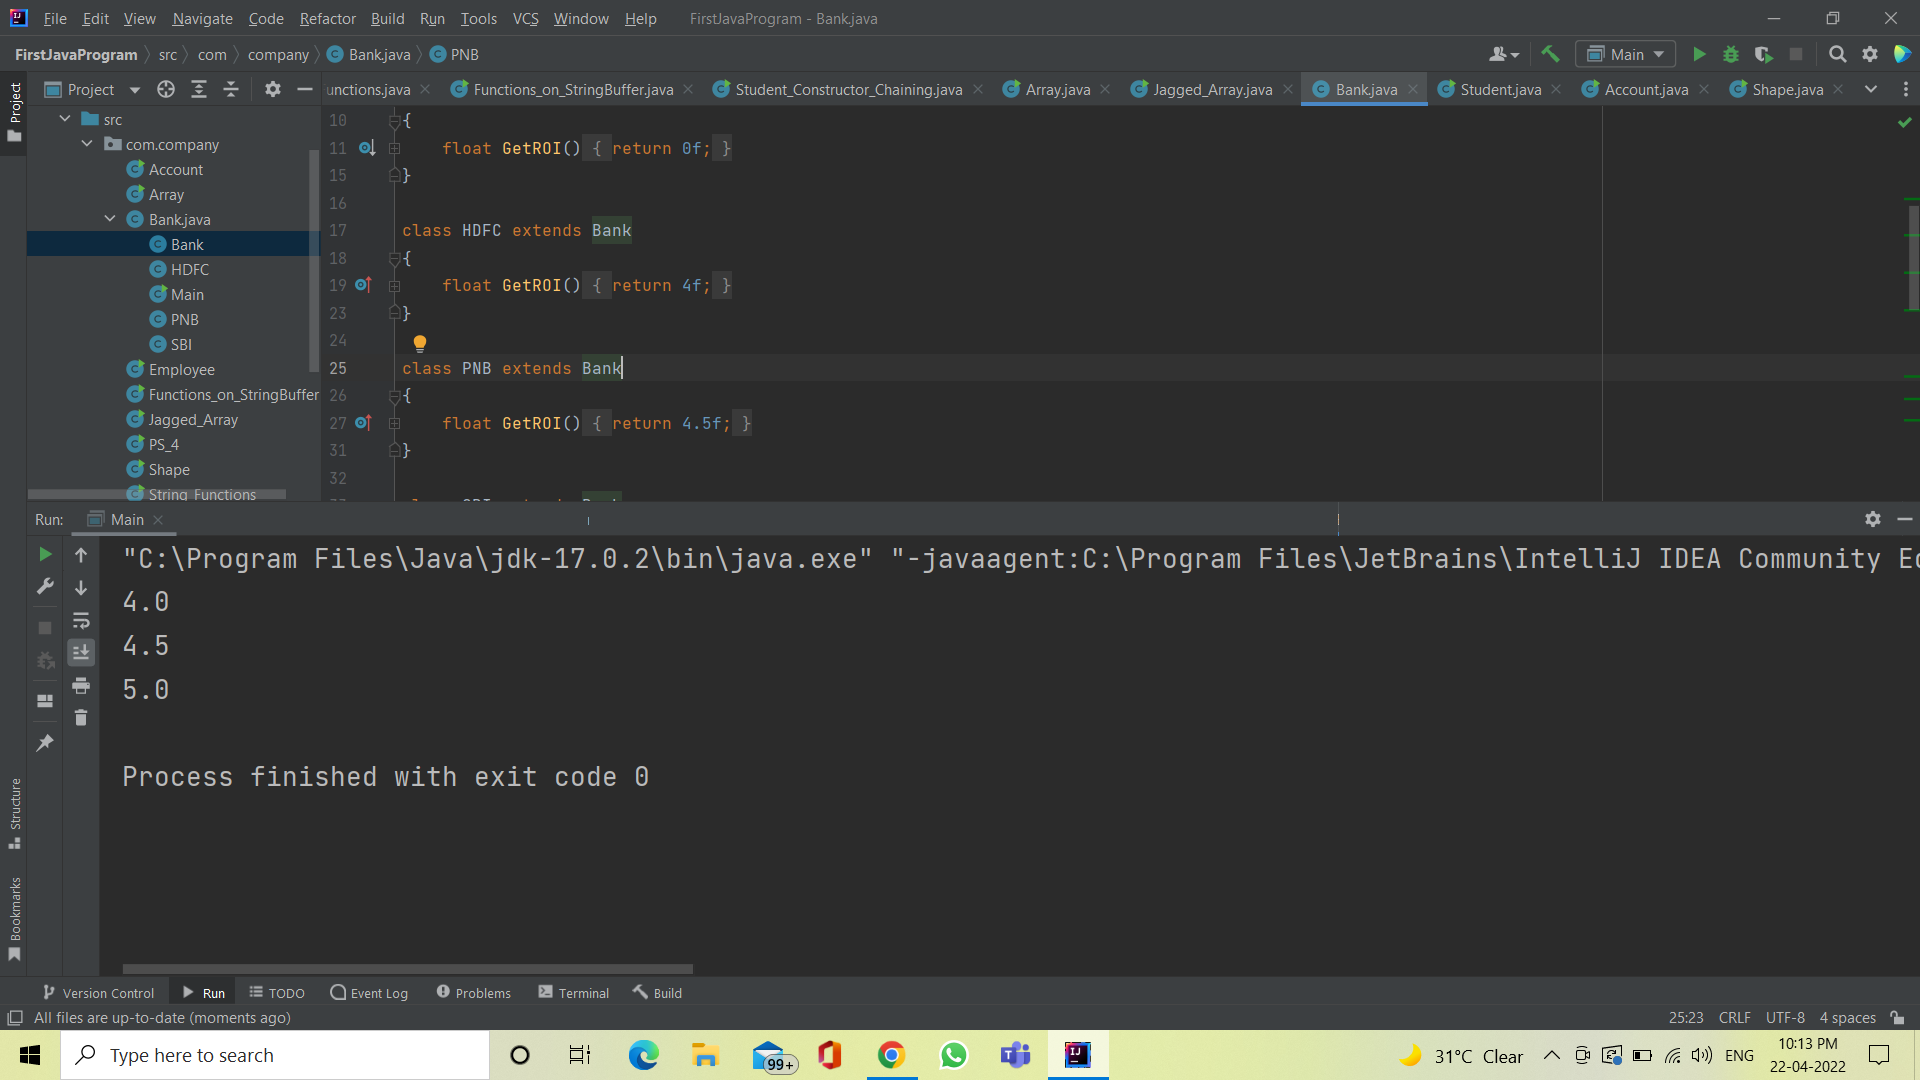 File Edit View Navigate Code Refactor Build Run Tools VCS Window Help FirstJavaProgram - Bank.java
FirstJavaProgram src com company Bank.java PNB Main
Project unctions.java Functions_on_StringBuffer.java Student_Constructor_Chaining.java Array.java Jagged_Array.java Bank.java Student.java Account.java Shape.java
Project
src
com.company
Account
Array
Bank.java
Bank
HDFC
Main
PNB
SBI
Employee
Functions_on_StringBuffer
Jagged_Array
PS_4
Shape
String_Functions
10 {
11 float GetROI() { return 0f; }
15 }
16
17 class HDFC extends Bank
18 {
19 float GetROI() { return 4f; }
23 }
24
25 class PNB extends Bank
26 {
27 float GetROI() { return 4.5f; }
31 }
32
Run: Main
"C:\Program Files\Java\jdk-17.0.2\bin\java.exe" "-javaagent:C:\Program Files\JetBrains\IntelliJ IDEA Community Ed
4.0
4.5
5.0
Process finished with exit code 0
Structure
Bookmarks
Version Control Run TODO Event Log Problems Terminal Build
All files are up-to-date (moments ago) 25:23 CRLF UTF-8 4 spaces
Type here to search 99+ 31°C Clear ENG 10:13 PM
22-04-2022